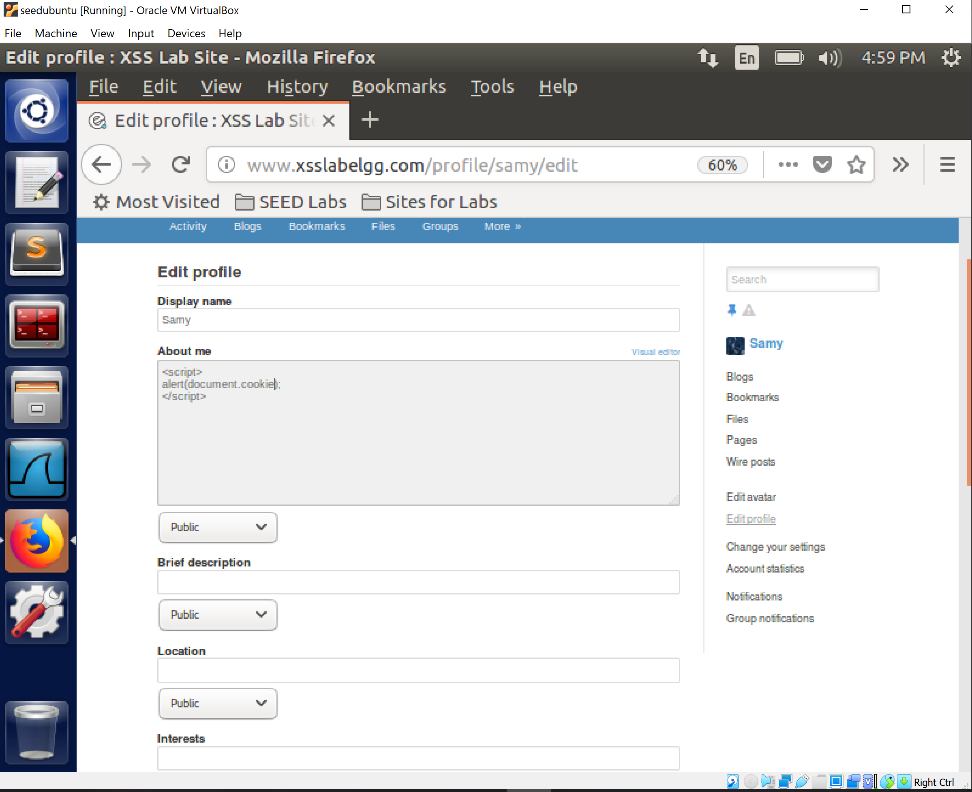 seedubuntu [Running] - Oracle VM VirtualBox
File Machine View Input Devices Help
Edit profile : XSS Lab Site - Mozilla Firefox
En
4:59 PM
File Edit View History Bookmarks Tools Help
Edit profile : XSS Lab Site
www.xsslabelgg.com/profile/samy/edit
60%
Most Visited SEED Labs Sites for Labs
Activity Blogs Bookmarks Files Groups More »
Edit profile
Display name
Samy
About me
Visual editor
<script>
alert(document.cookie);
</script>
Public
Brief description
Public
Location
Public
Interests
Search
Samy
Blogs
Bookmarks
Files
Pages
Wire posts
Edit avatar
Edit profile
Change your settings
Account statistics
Notifications
Group notifications
Right Ctrl